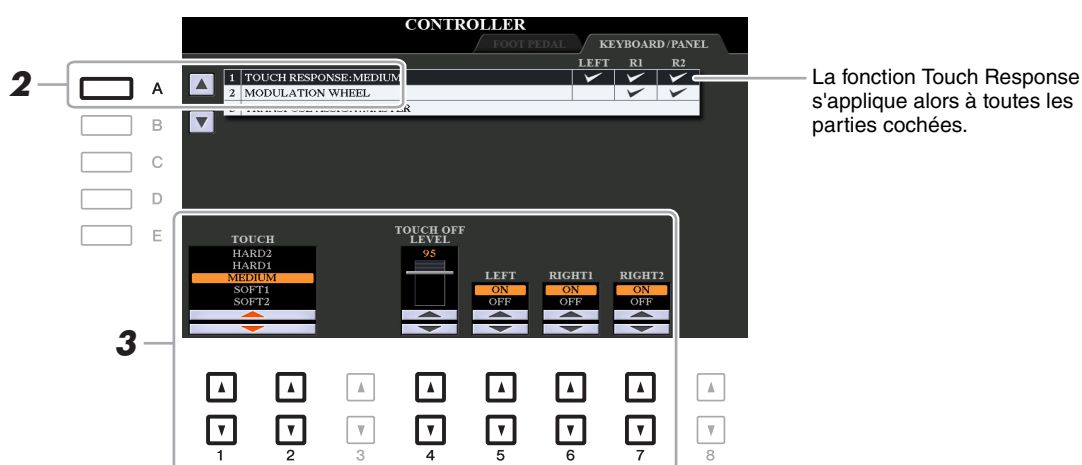 CONTROLLER
FOOT PEDAL
KEYBOARD/PANEL
LEFT R1 R2
2
A
1 TOUCH RESPONSE:MEDIUM
2 MODULATION WHEEL
La fonction Touch Response
s'applique alors à toutes les
parties cochées.
B
C
D
E
TOUCH
HARD2
HARD1
MEDIUM
SOFT1
SOFT2
TOUCH OFF
LEVEL
95
LEFT
ON
OFF
RIGHT1
ON
OFF
RIGHT2
ON
OFF
3
1 2 3 4 5 6 7 8